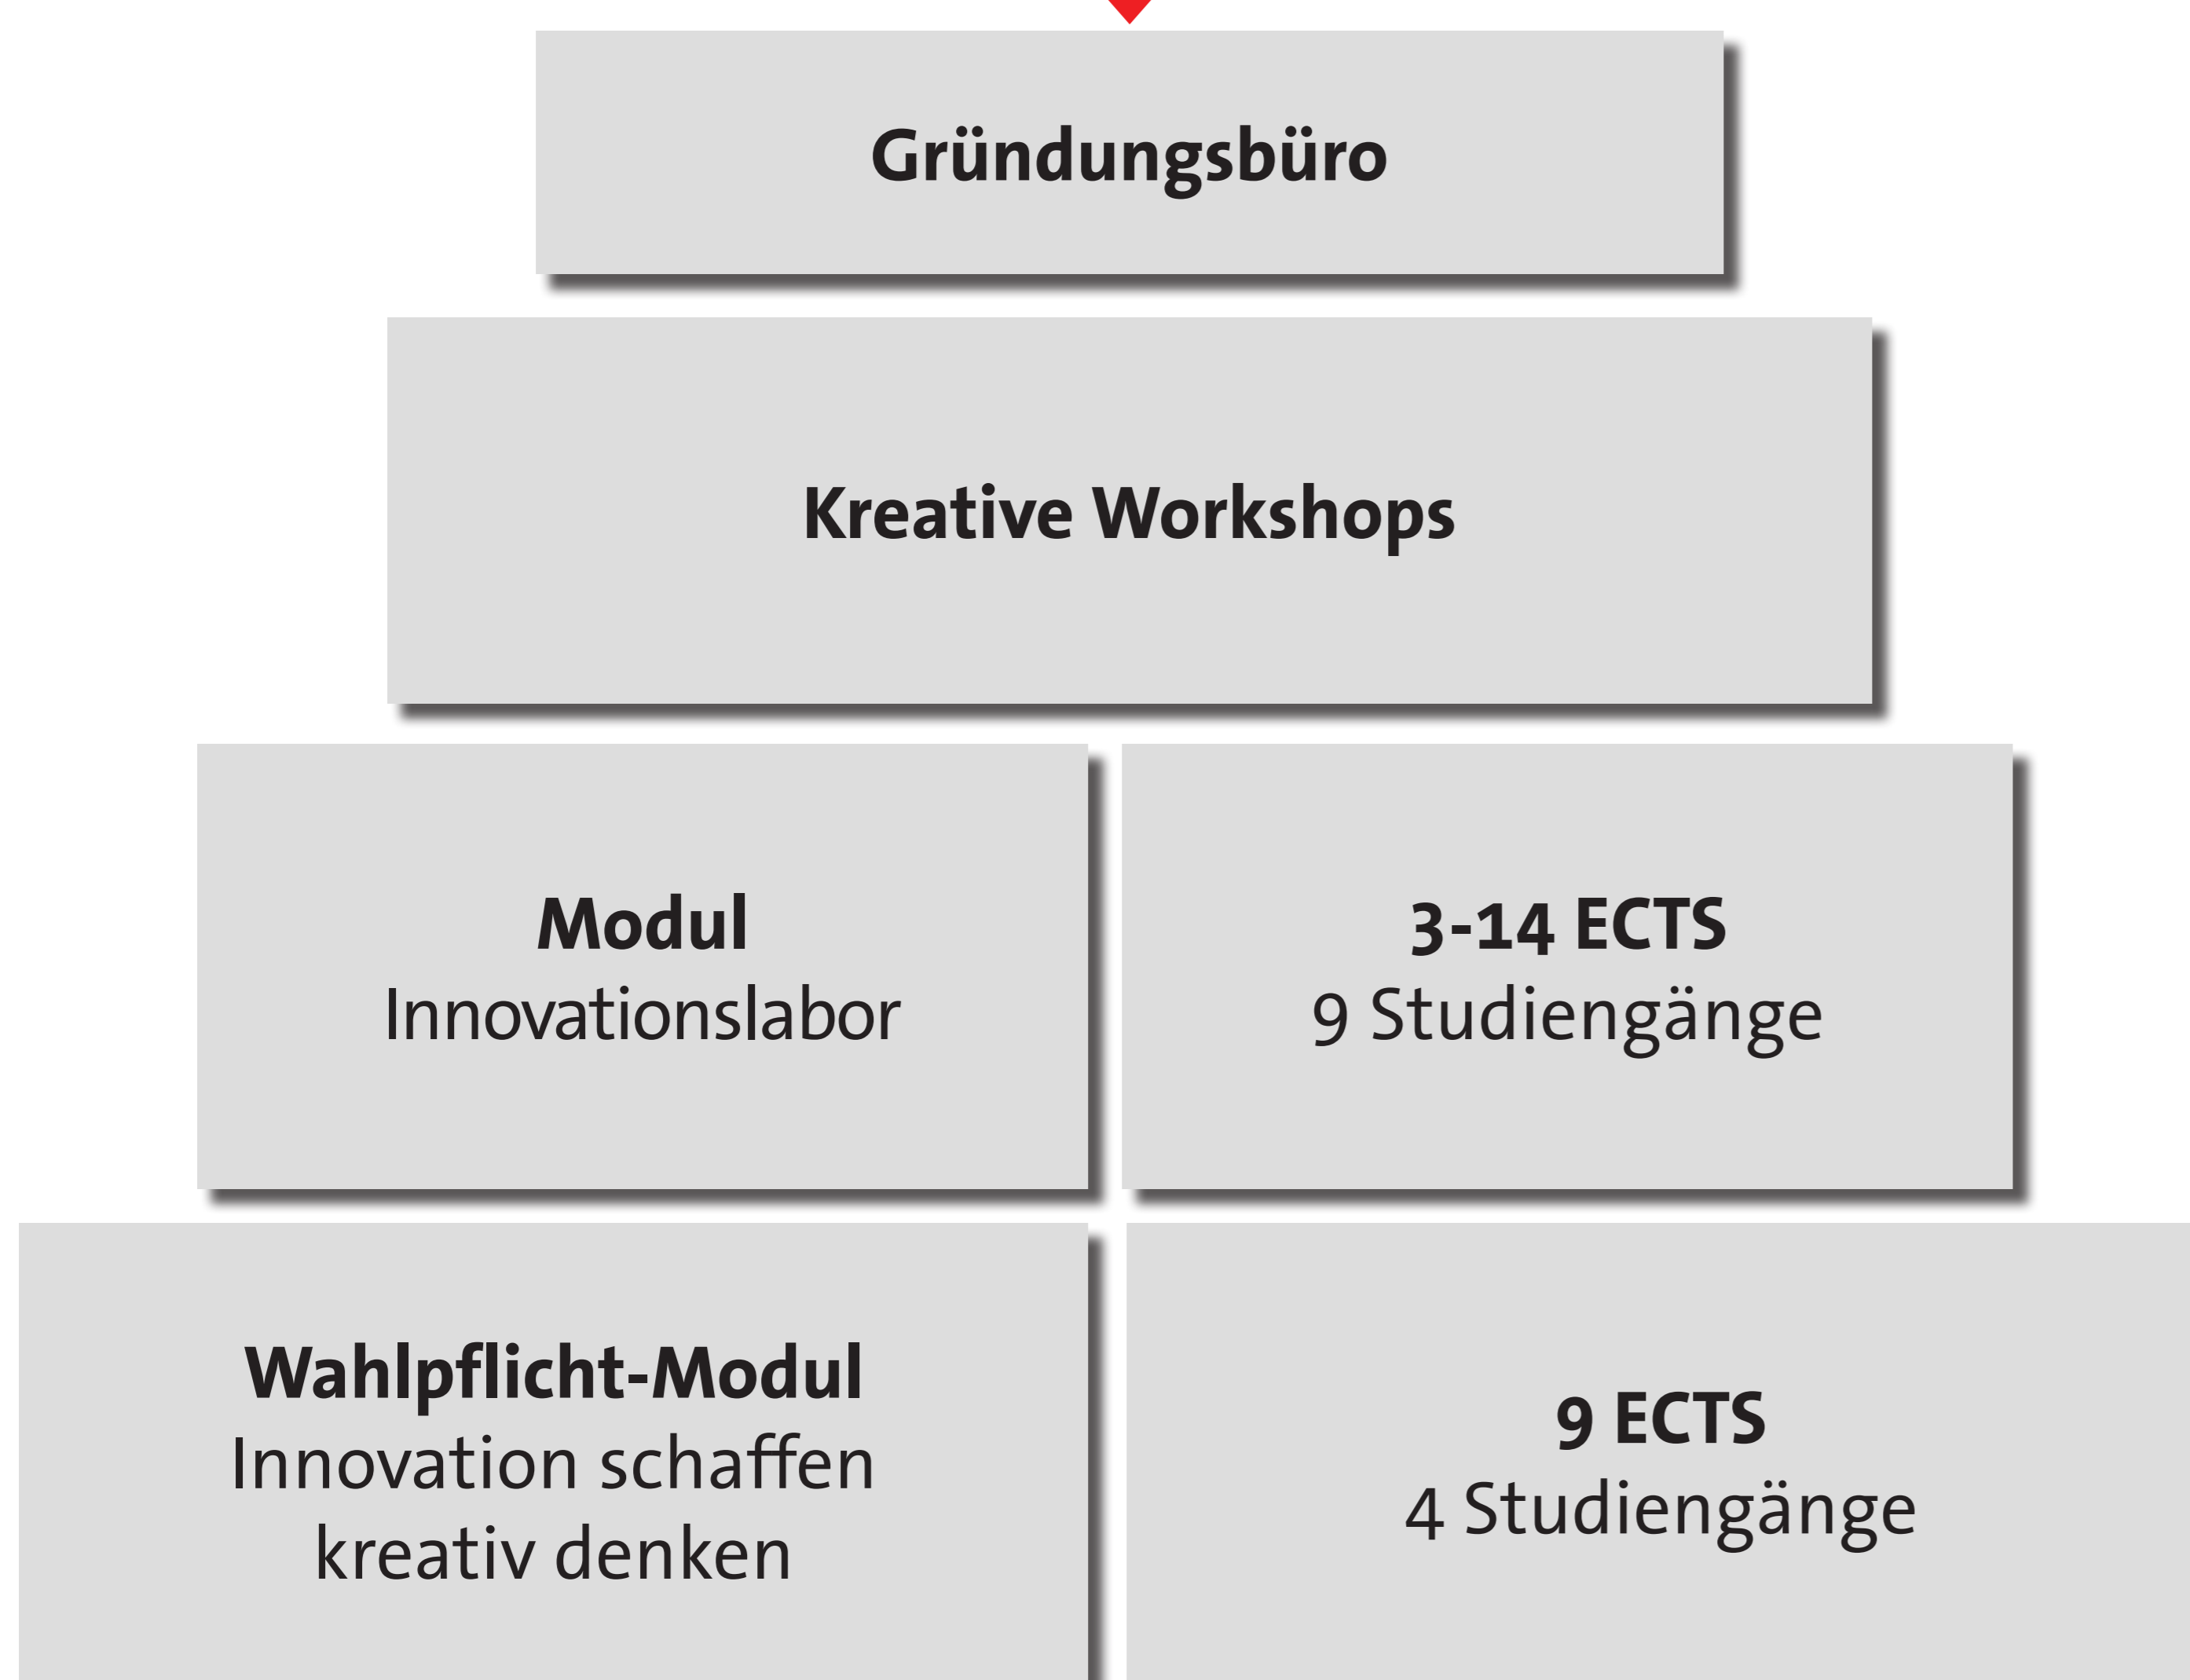 Gründungsbüro
Kreative Workshops
Modul
Innovationslabor
3-14 ECTS
9 Studiengänge
Wahlpflicht-Modul
Innovation schaffen
kreativ denken
9 ECTS
4 Studiengänge